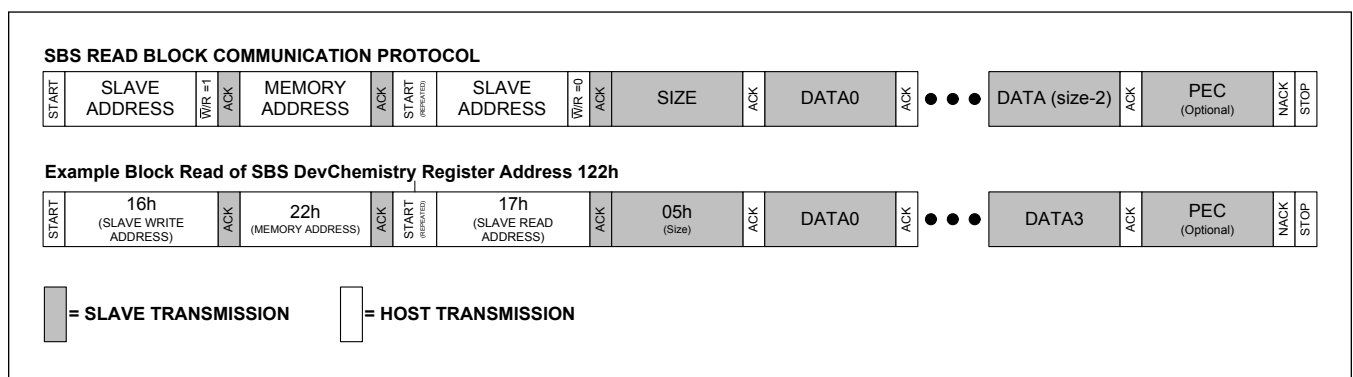 SBS READ BLOCK COMMUNICATION PROTOCOL
START
SLAVE
ADDRESS
W̅/R =1
ACK
MEMORY
ADDRESS
ACK
START
(REPEATED)
SLAVE
ADDRESS
W̅/R =0
ACK
SIZE
ACK
DATA0
ACK
DATA (size-2)
ACK
PEC
(Optional)
NACK
STOP
Example Block Read of SBS DevChemistry Register Address 122h
START
16h
(SLAVE WRITE
ADDRESS)
ACK
22h
(MEMORY ADDRESS)
ACK
START
(REPEATED)
17h
(SLAVE READ
ADDRESS)
ACK
05h
(Size)
ACK
DATA0
ACK
DATA3
ACK
PEC
(Optional)
NACK
STOP
= SLAVE TRANSMISSION
= HOST TRANSMISSION